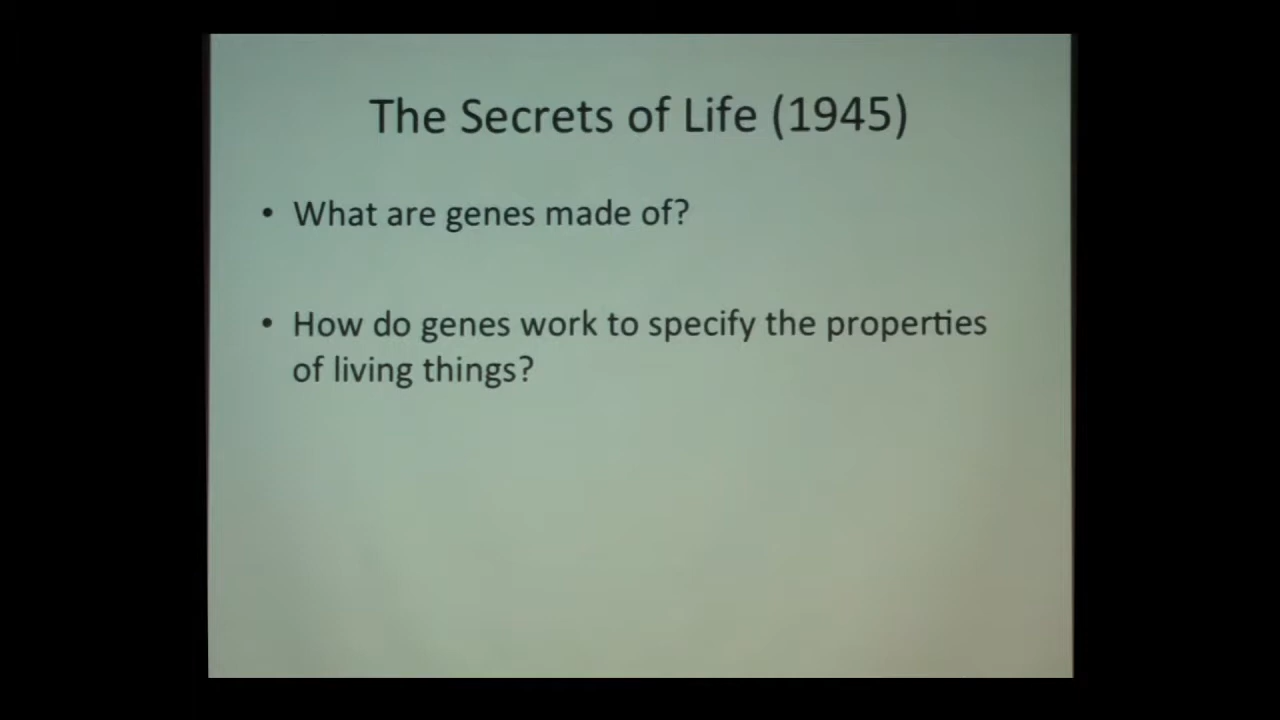 The Secrets of Life (1945)
• What are genes made of?
• How do genes work to specify the properties
of living things?